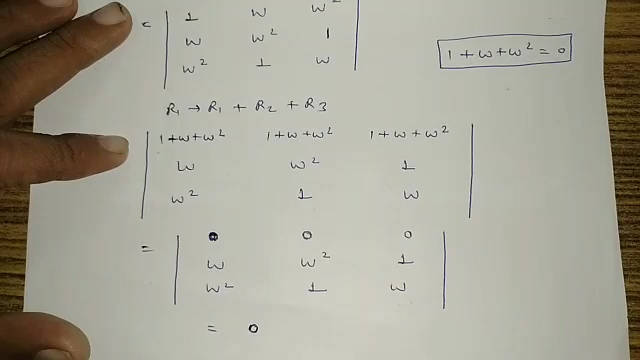 = | 1 w w² |
| w w² 1 |
| w² 1 w |
1 + w + w² = 0
R₁ → R₁ + R₂ + R₃
| 1+w+w² 1+w+w² 1+w+w² |
| w w² 1 |
| w² 1 w |
= | 0 0 0 |
| w w² 1 |
| w² 1 w |
= 0